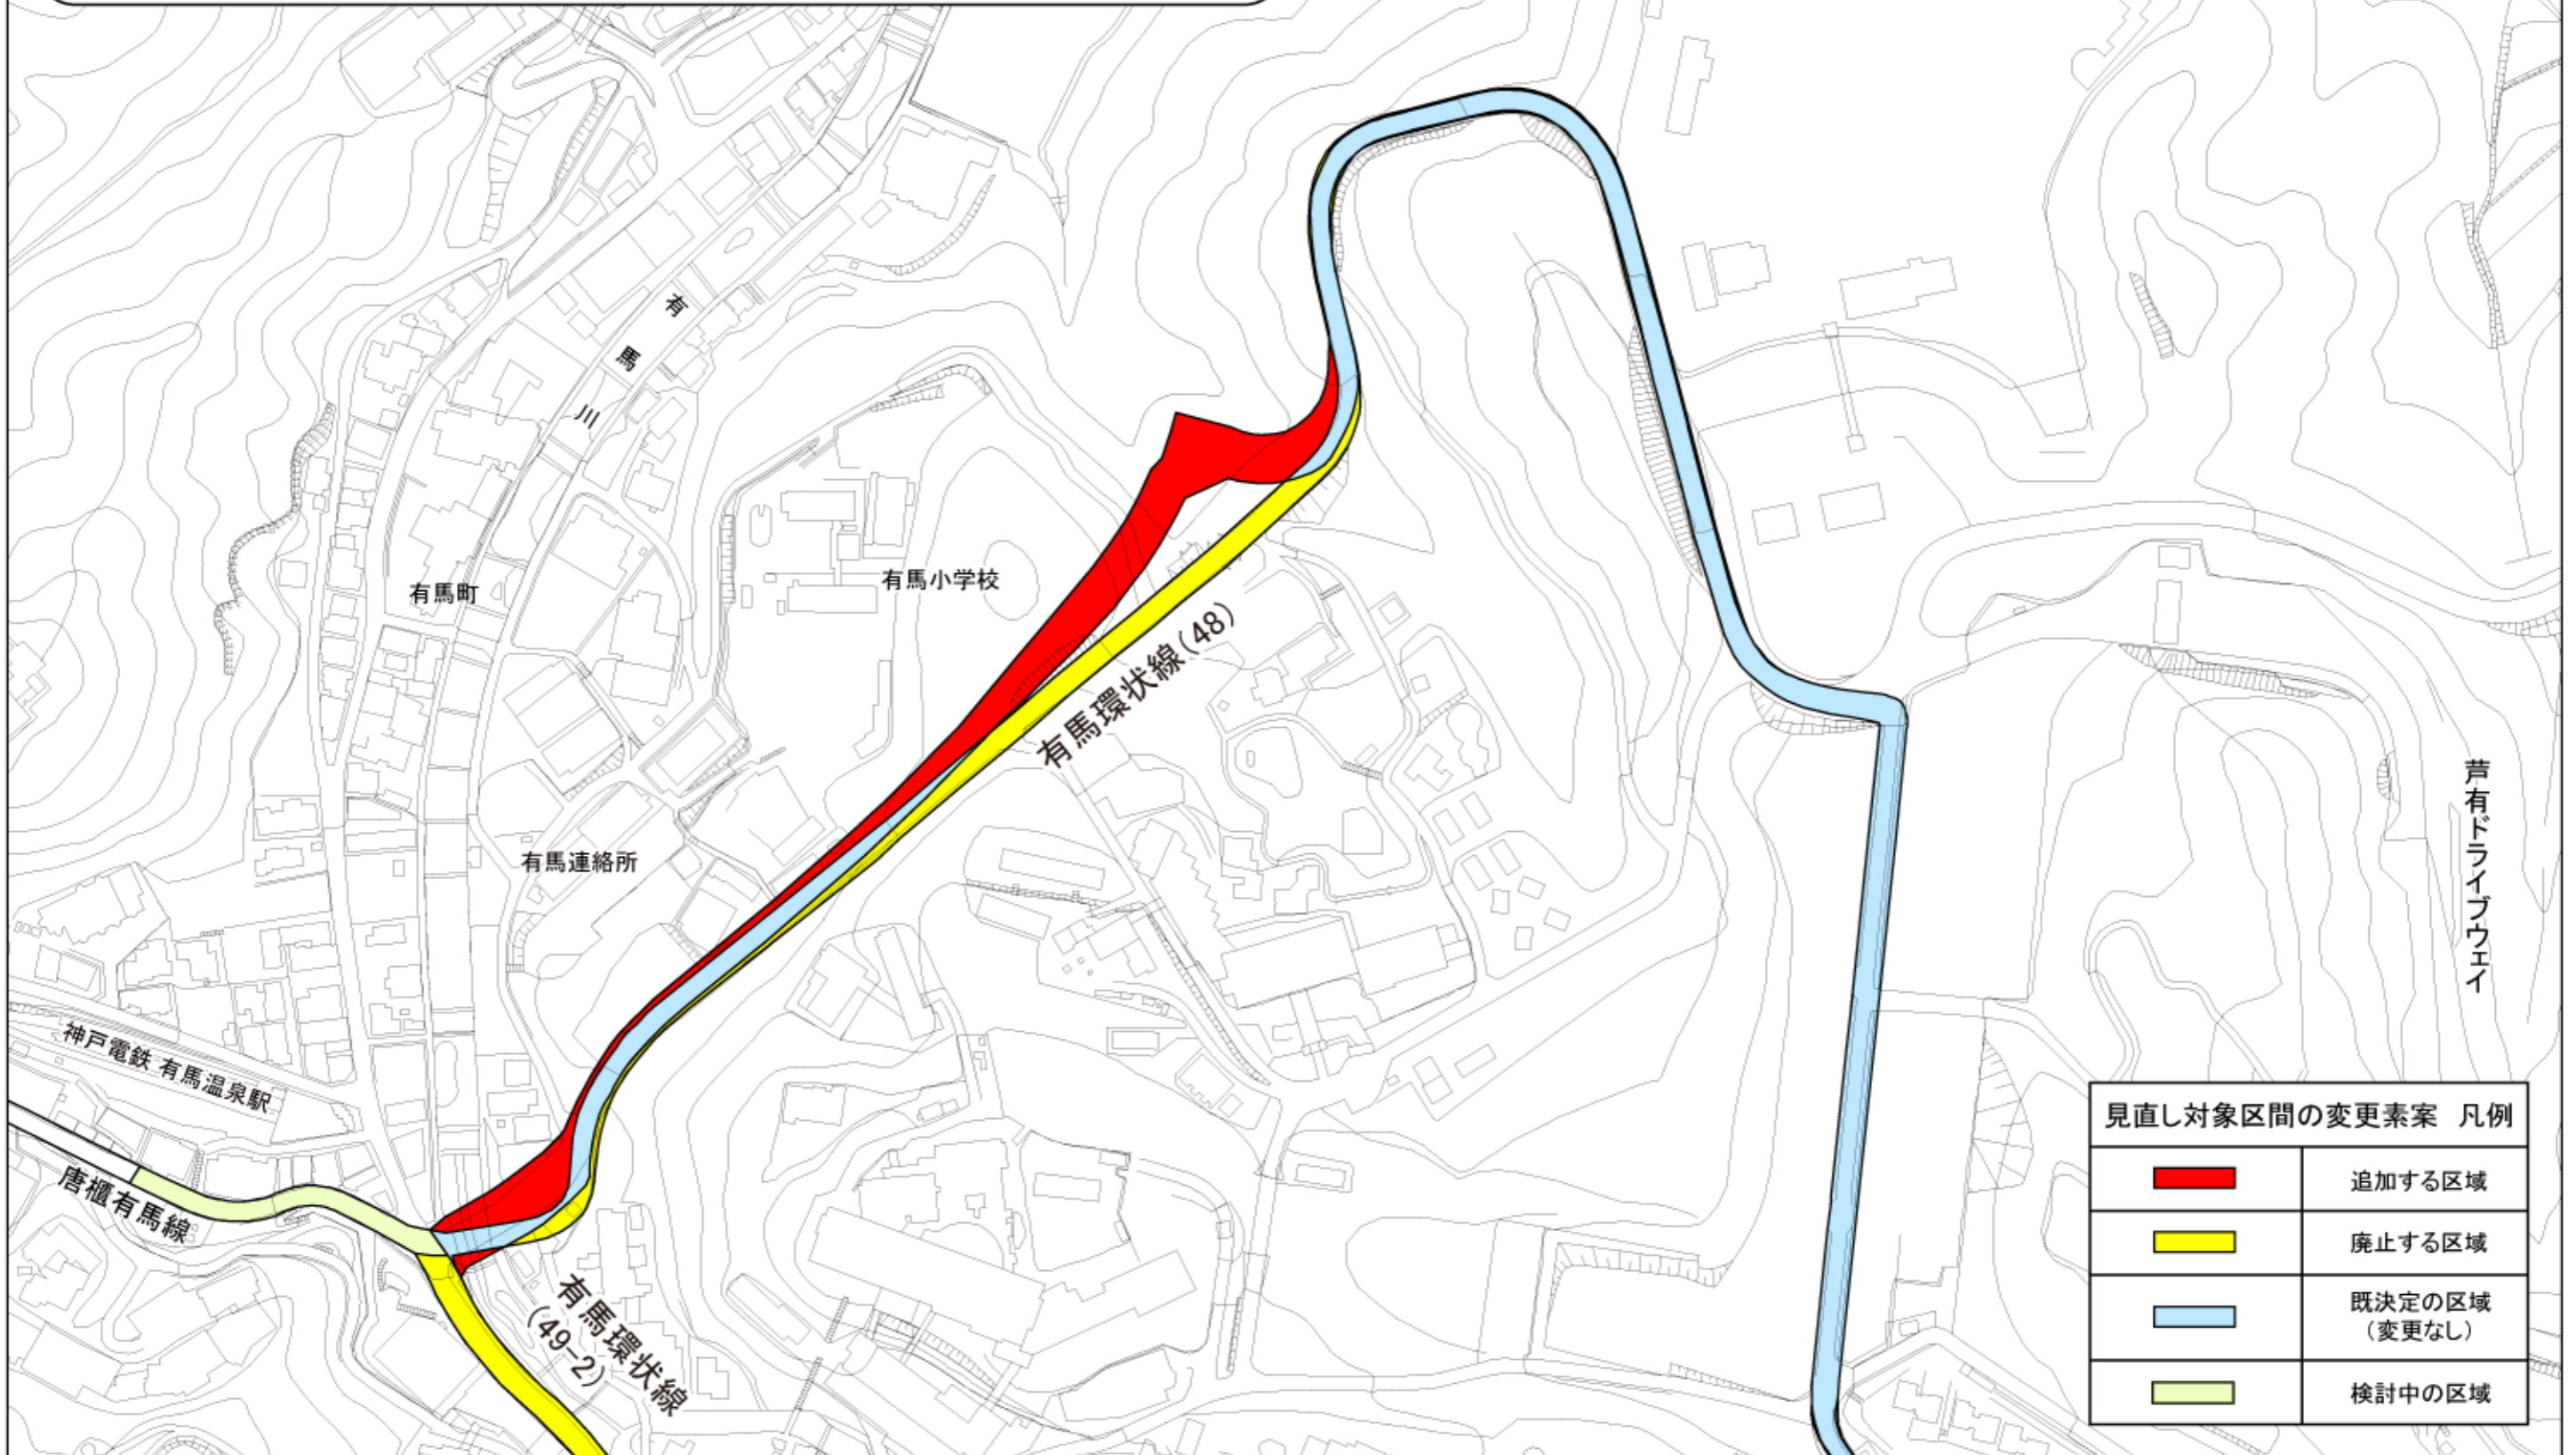 有馬川
有馬町
有馬小学校
有馬環状線(48)
有馬連絡所
芦有ドライブウェイ
神戸電鉄 有馬温泉駅
唐櫃有馬線
有馬環状線
(49-2)
見直し対象区間の変更素案 凡例
追加する区域
廃止する区域
既決定の区域
(変更なし)
検討中の区域